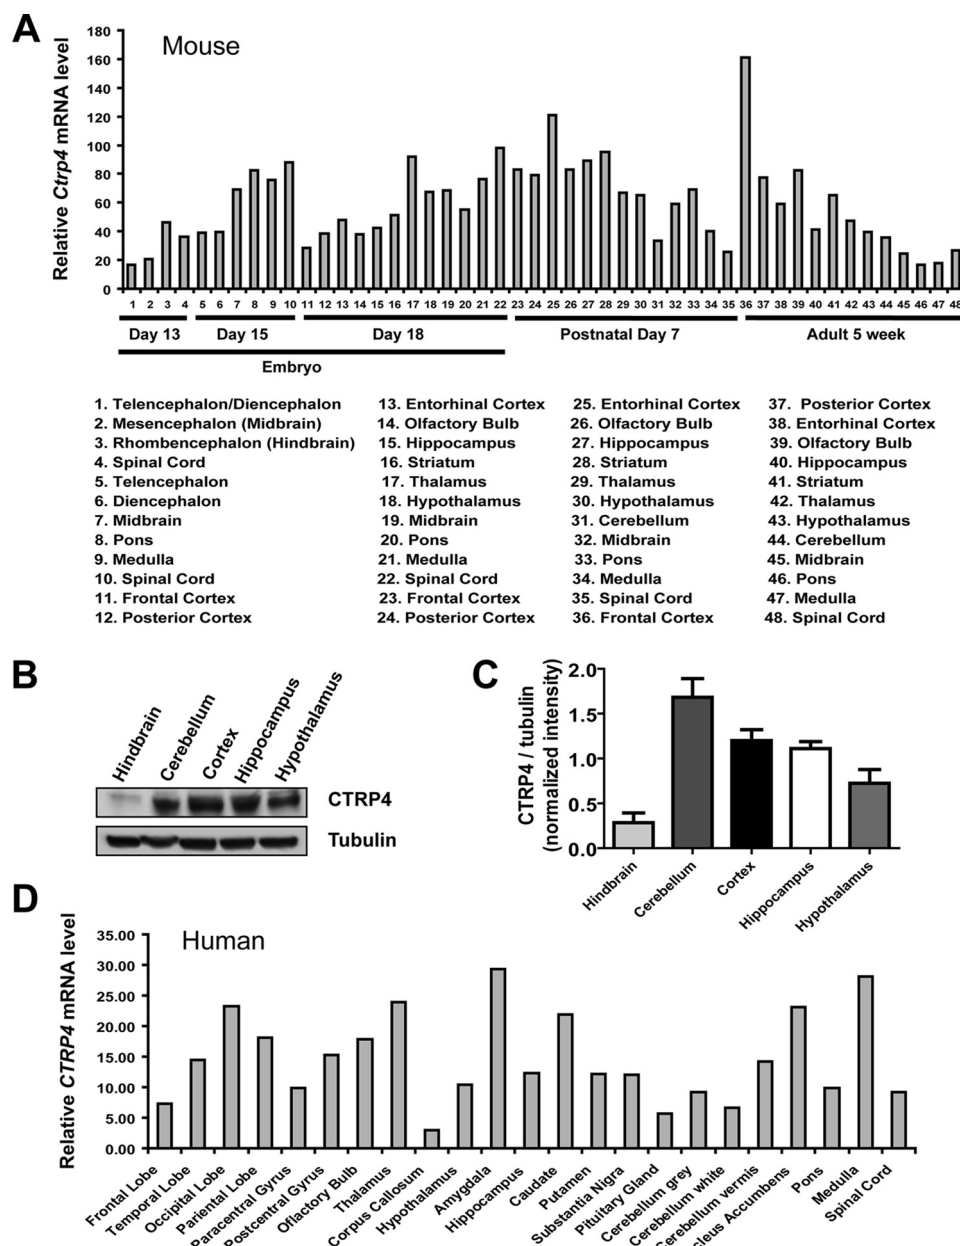 A
Mouse
Relative Ctrp4 mRNA level
180
160
140
120
100
80
60
40
20
0
1 2 3 4 5 6 7 8 9 10 11 12 13 14 15 16 17 18 19 20 21 22 23 24 25 26 27 28 29 30 31 32 33 34 35 36 37 38 39 40 41 42 43 44 45 46 47 48
Day 13 Day 15 Day 18 Postnatal Day 7 Adult 5 week
Embryo
1. Telencephalon/Diencephalon
2. Mesencephalon (Midbrain)
3. Rhombencephalon (Hindbrain)
4. Spinal Cord
5. Telencephalon
6. Diencephalon
7. Midbrain
8. Pons
9. Medulla
10. Spinal Cord
11. Frontal Cortex
12. Posterior Cortex
13. Entorhinal Cortex
14. Olfactory Bulb
15. Hippocampus
16. Striatum
17. Thalamus
18. Hypothalamus
19. Midbrain
20. Pons
21. Medulla
22. Spinal Cord
23. Frontal Cortex
24. Posterior Cortex
25. Entorhinal Cortex
26. Olfactory Bulb
27. Hippocampus
28. Striatum
29. Thalamus
30. Hypothalamus
31. Cerebellum
32. Midbrain
33. Pons
34. Medulla
35. Spinal Cord
36. Frontal Cortex
37. Posterior Cortex
38. Entorhinal Cortex
39. Olfactory Bulb
40. Hippocampus
41. Striatum
42. Thalamus
43. Hypothalamus
44. Cerebellum
45. Midbrain
46. Pons
47. Medulla
48. Spinal Cord
B
Hindbrain
Cerebellum
Cortex
Hippocampus
Hypothalamus
CTRP4
Tubulin
C
CTRP4 / tubulin
(normalized intensity)
2.0
1.5
1.0
0.5
0.0
Hindbrain
Cerebellum
Cortex
Hippocampus
Hypothalamus
D
Human
Relative CTRP4 mRNA level
35.00
30.00
25.00
20.00
15.00
10.00
5.00
0.00
Frontal Lobe
Temporal Lobe
Occipital Lobe
Pariental Lobe
Paracentral Gyrus
Postcentral Gyrus
Oflactory Bulb
Thalamus
Corpus Callosum
Hypothalamus
Amygdala
Hippocampus
Caudate
Putamen
Substantia Nigra
Pituitary Gland
Cerebellum grey
Cerebellum white
Cerebellum vermis
Accumbens
Pons
Medulla
Spinal Cord